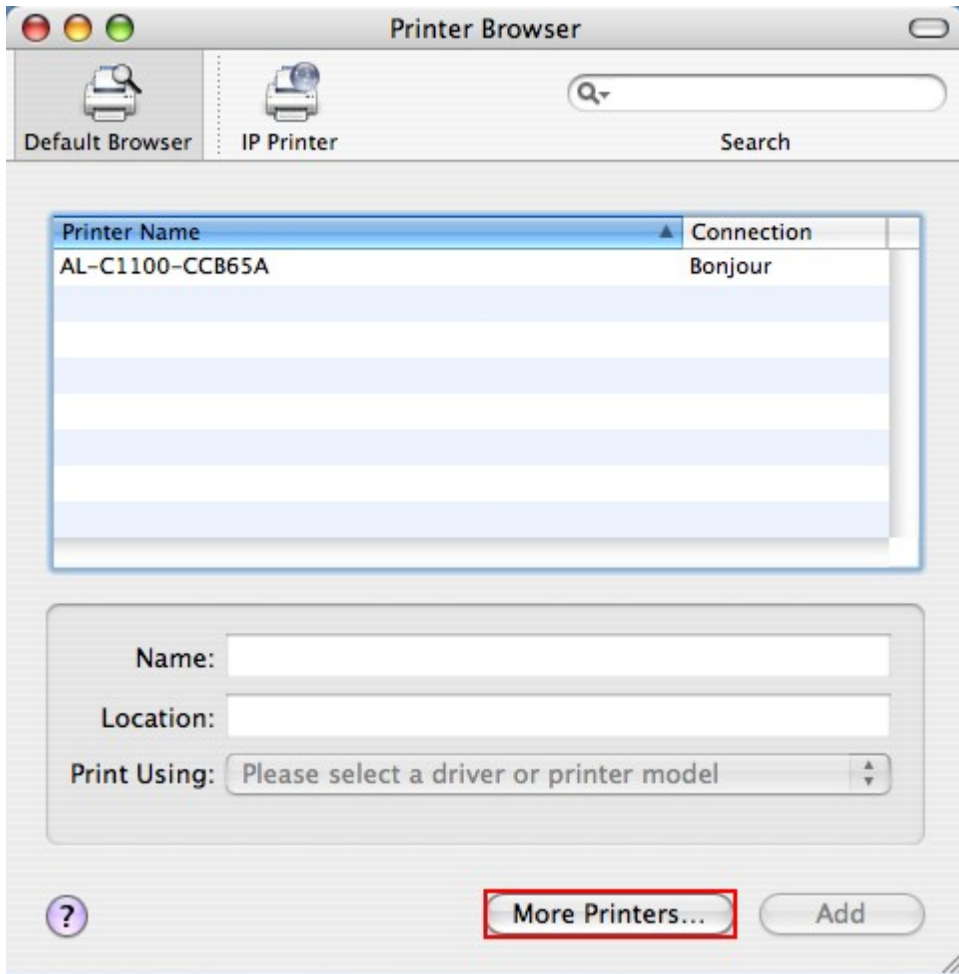 Printer Browser
Default Browser
IP Printer
Search
Printer Name Connection
AL-C1100-CCB65A Bonjour
Name:
Location:
Print Using: Please select a driver or printer model
? More Printers... Add